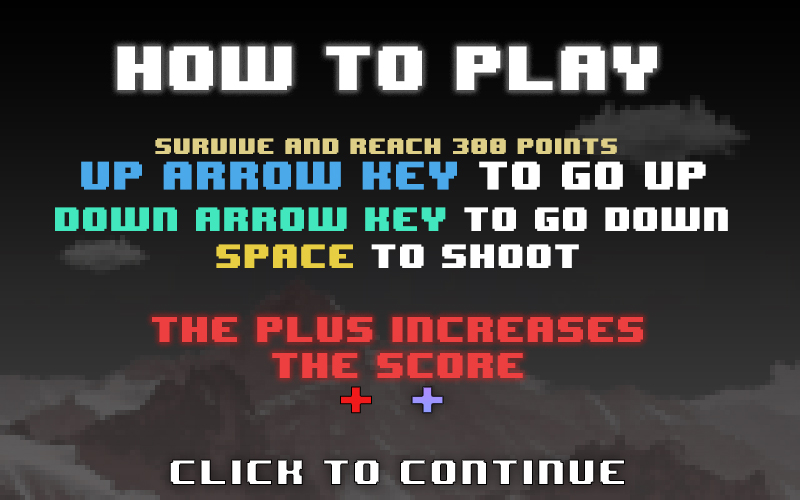 HOW TO PLAY
SURVIVE AND REACH 300 POINTS
UP ARROW KEY TO GO UP
DOWN ARROW KEY TO GO DOWN
SPACE TO SHOOT
THE PLUS INCREASES
THE SCORE
CLICK TO CONTINUE